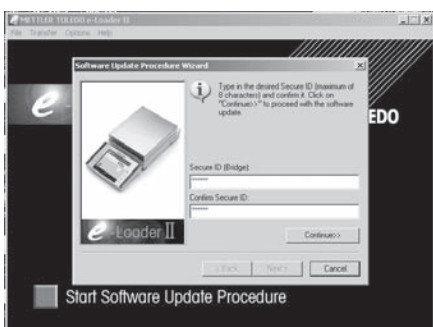 METTLER TOLEDO e-Loader II
File Transfer Options Help
Software Update Procedure Wizard
Type in the desired Secure ID (maximum of
8 characters) and confirm it. Click on
"Continue>>" to proceed with the software
update.
e
EDO
Secure ID (Bridge):
Confirm Secure ID:
e-Loader II
Continue>>
< Back Next > Cancel
Start Software Update Procedure